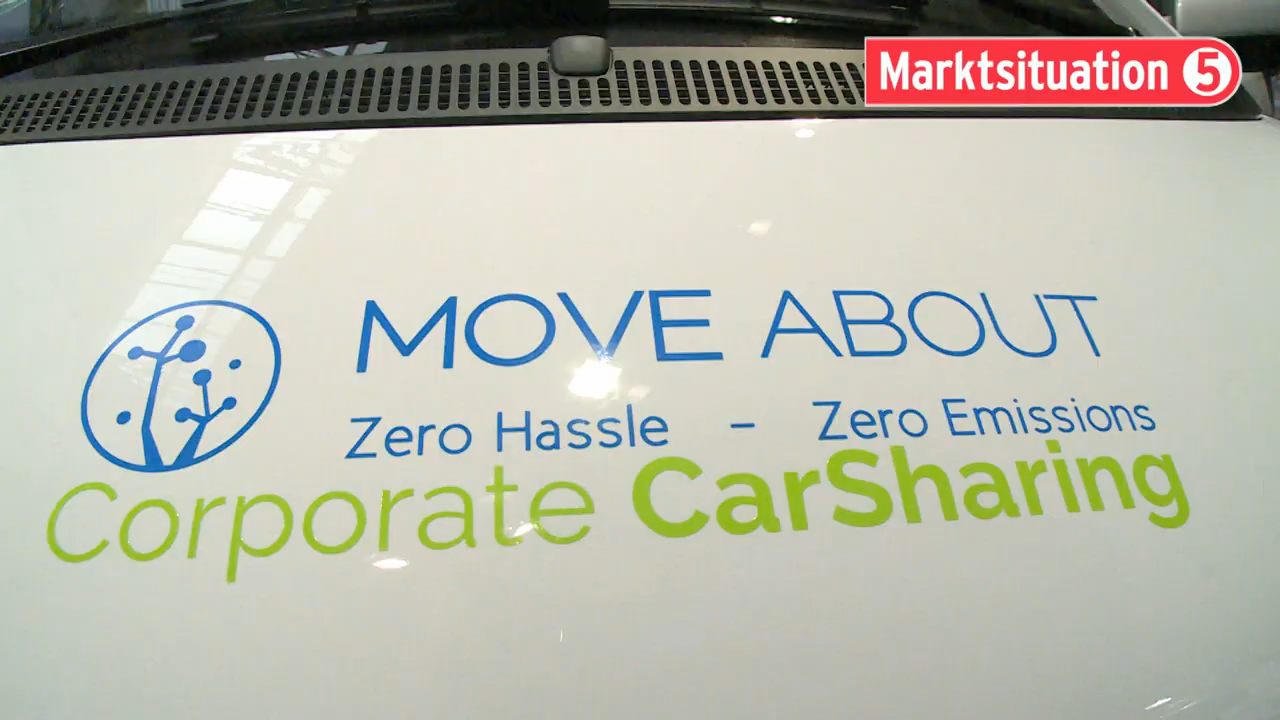 Marktsituation 5
MOVE ABOUT
Zero Hassle - Zero Emissions
Corporate CarSharing